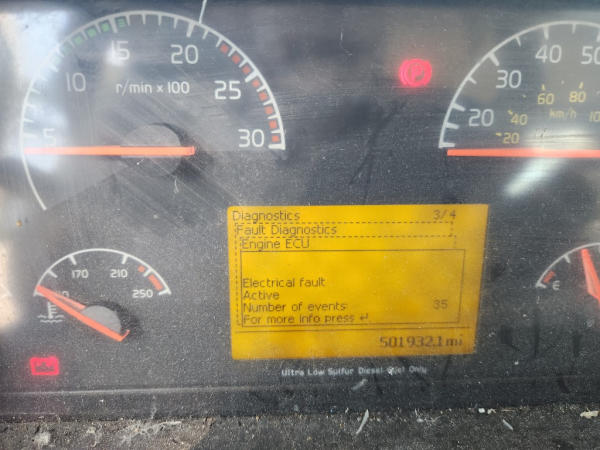 5
10
15
20
25
30
r/min x 100
20
30
40
50
20
40
60
80
10
km/h
170
210
250
E
Diagnostics 3/4
Fault Diagnostics
Engine ECU
Electrical fault
Active
Number of events: 35
For more info press ↵
501932.1 mi
Ultra Low Sulfur Diesel Fuel Only